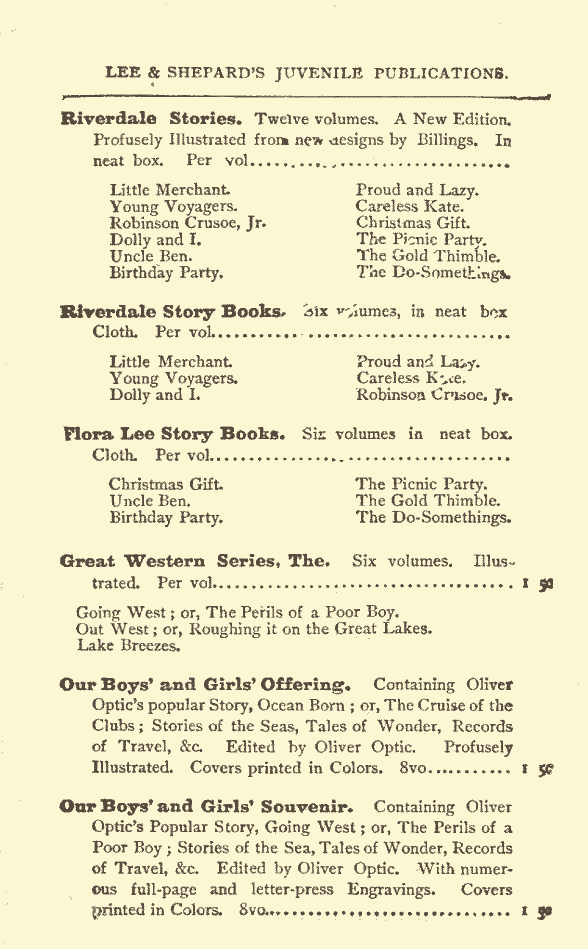 LEE & SHEPARD'S JUVENILE PUBLICATIONS.
Riverdale Stories. Twelve volumes. A New Edition.
Profusely Illustrated from new designs by Billings. In
neat box. Per vol.....................................
Little Merchant. Proud and Lazy.
Young Voyagers. Careless Kate.
Robinson Crusoe, Jr. Christmas Gift.
Dolly and I. The Picnic Party.
Uncle Ben. The Gold Thimble.
Birthday Party. The Do-Somethings.
Riverdale Story Books. Six volumes, in neat box
Cloth. Per vol.....................................
Little Merchant. Proud and Lazy.
Young Voyagers. Careless Kate.
Dolly and I. Robinson Crusoe, Jr.
Flora Lee Story Books. Six volumes in neat box.
Cloth. Per vol.....................................
Christmas Gift. The Picnic Party.
Uncle Ben. The Gold Thimble.
Birthday Party. The Do-Somethings.
Great Western Series, The. Six volumes. Illus-
trated. Per vol..................................... 1 50
Going West; or, The Perils of a Poor Boy.
Out West; or, Roughing it on the Great Lakes.
Lake Breezes.
Our Boys' and Girls' Offering. Containing Oliver
Optic's popular Story, Ocean Born; or, The Cruise of the
Clubs; Stories of the Seas, Tales of Wonder, Records
of Travel, &c. Edited by Oliver Optic. Profusely
Illustrated. Covers printed in Colors. 8vo........... 1 50
Our Boys' and Girls' Souvenir. Containing Oliver
Optic's Popular Story, Going West; or, The Perils of a
Poor Boy; Stories of the Sea, Tales of Wonder, Records
of Travel, &c. Edited by Oliver Optic. With numer-
ous full-page and letter-press Engravings. Covers
printed in Colors. 8vo............................... 1 50